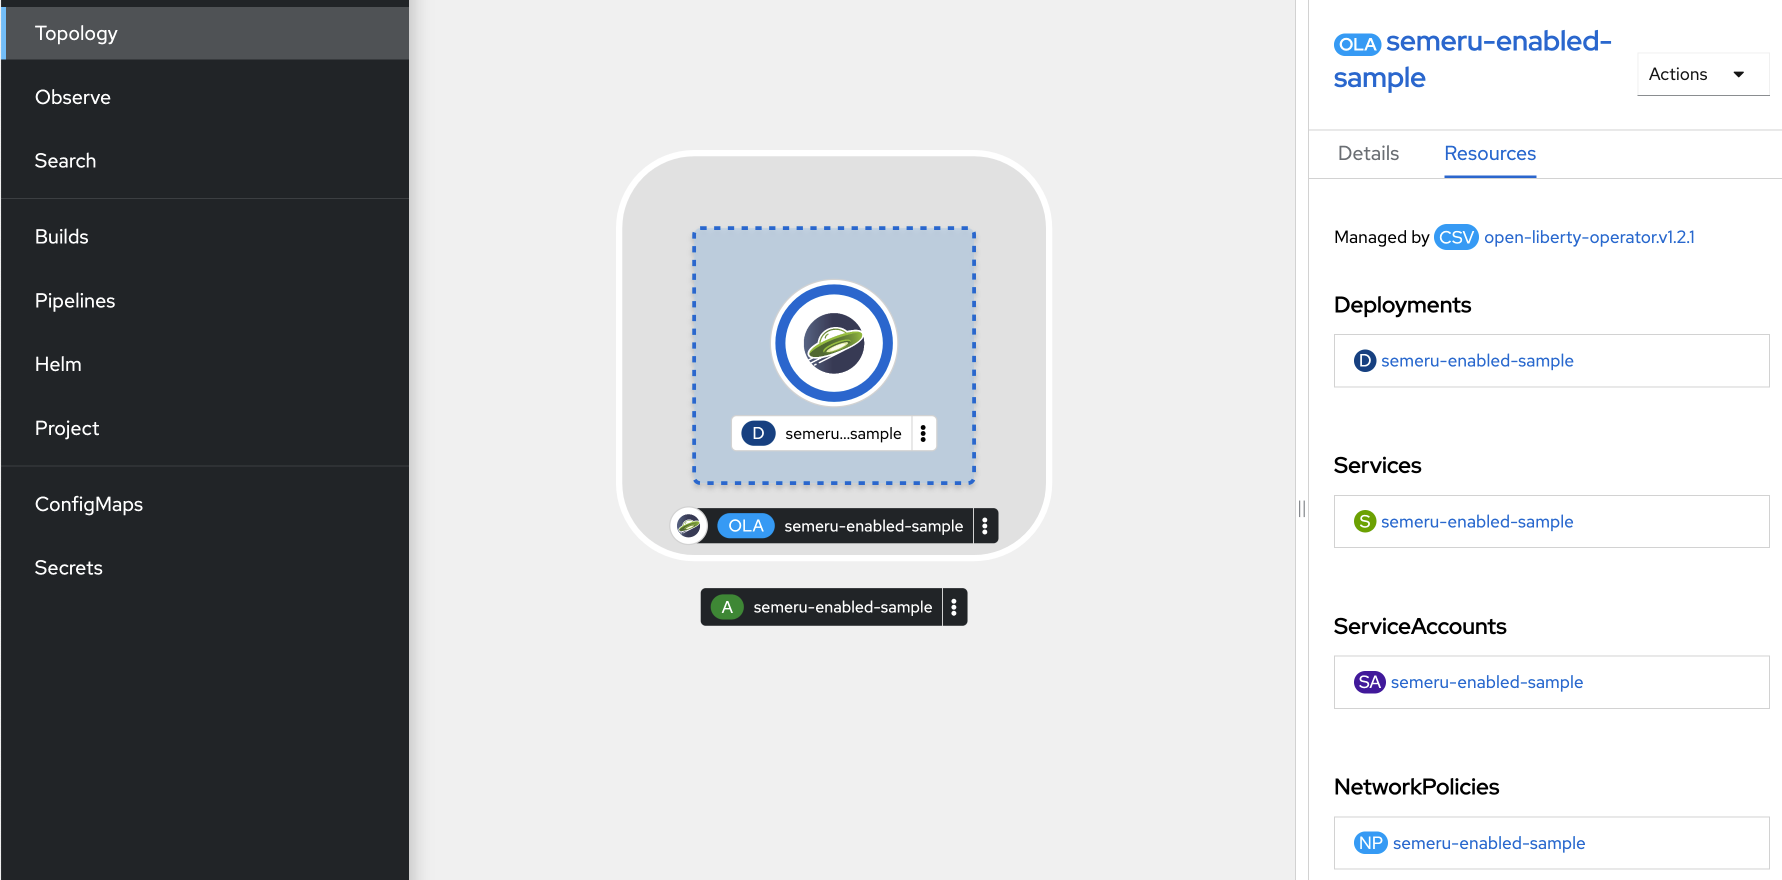 Topology
Observe
Search
Builds
Pipelines
Helm
Project
ConfigMaps
Secrets
D semeru...sample
OLA semeru-enabled-sample
A semeru-enabled-sample
OLA semeru-enabled-
sample
Actions
Details Resources
Managed by CSV open-liberty-operator.v1.2.1
Deployments
D semeru-enabled-sample
Services
S semeru-enabled-sample
ServiceAccounts
SA semeru-enabled-sample
NetworkPolicies
NP semeru-enabled-sample